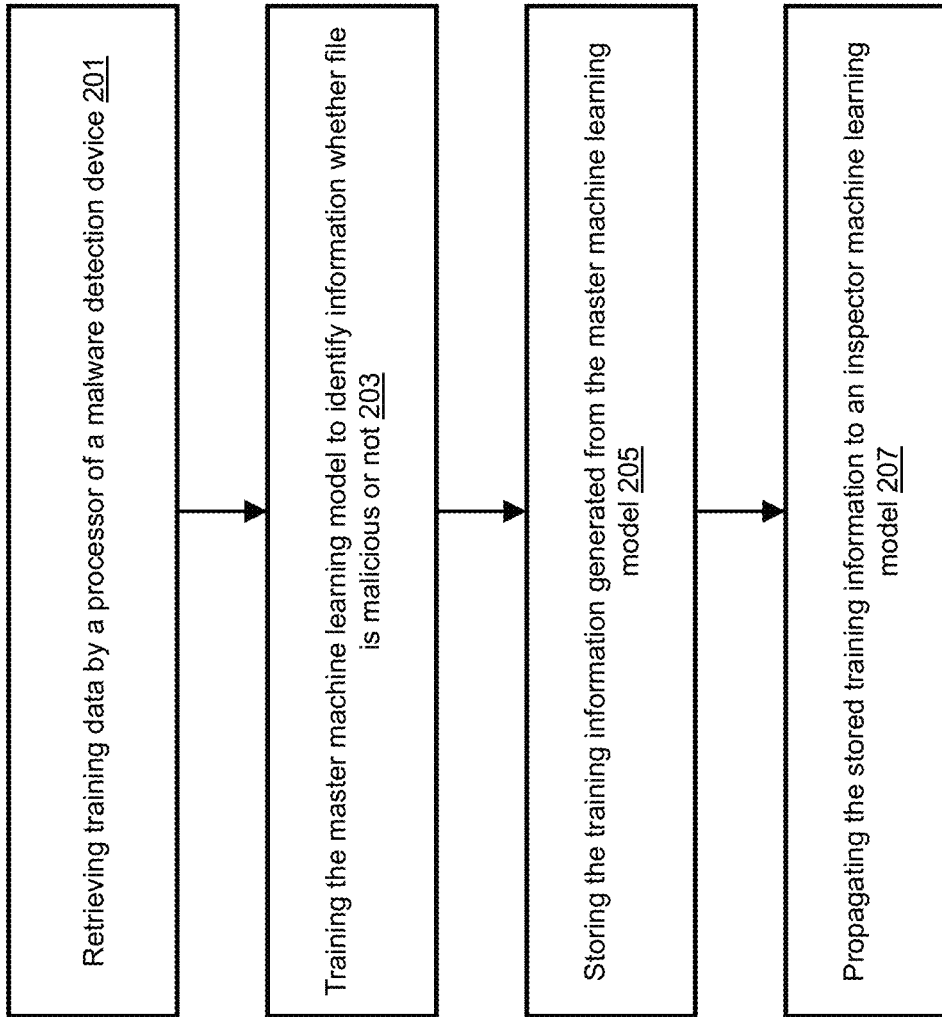 Retrieving training data by a processor of a malware detection device 201
Training the master machine learning model to identify information whether file
is malicious or not 203
Storing the training information generated from the master machine learning
model 205
Propagating the stored training information to an inspector machine learning
model 207